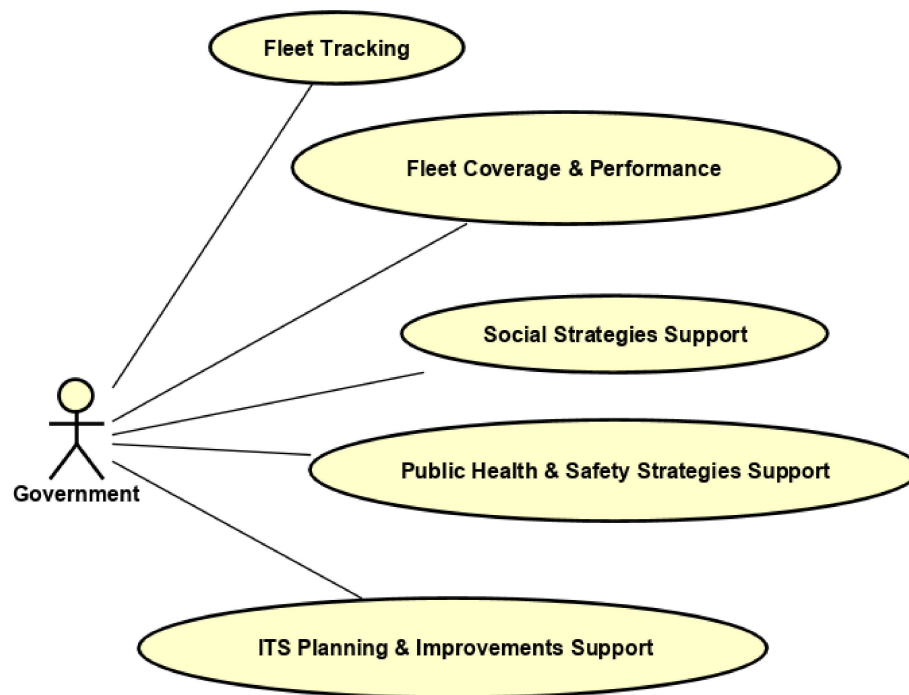 Fleet Tracking
Fleet Coverage & Performance
Social Strategies Support
Public Health & Safety Strategies Support
Government
ITS Planning & Improvements Support